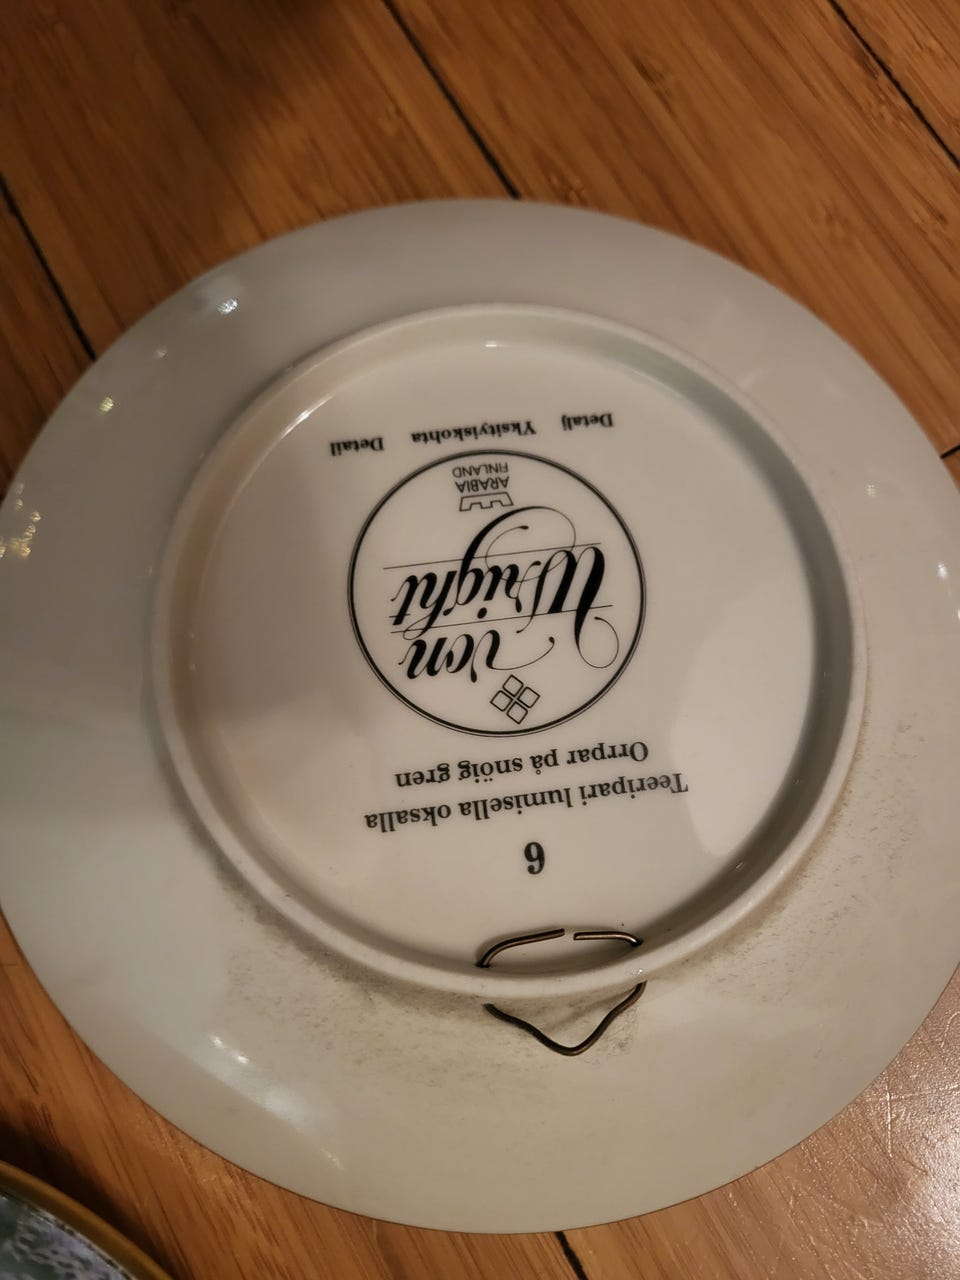 6
Teeripari lumisella oksalla
Orrpar på snöig gren
von
Wright
ARABIA
FINLAND
Detalj Yksityiskohta Detail